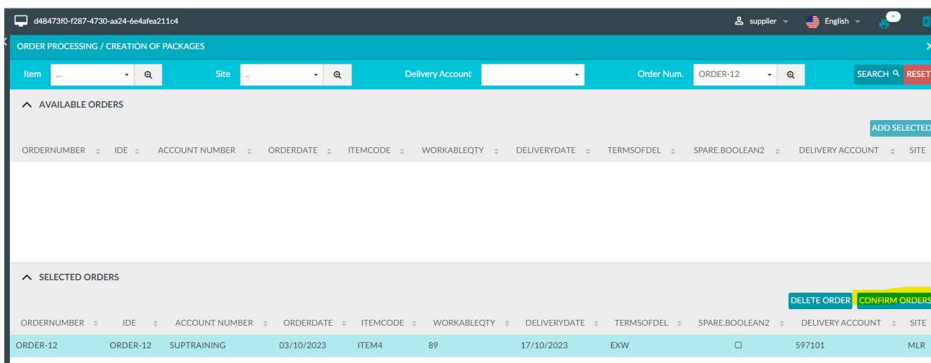 d48473f0-f287-4730-aa24-6e4afea211c4 supplier English
ORDER PROCESSING / CREATION OF PACKAGES
Item ... Site .. Delivery Account Order Num. ORDER-12 SEARCH RESET
AVAILABLE ORDERS
ADD SELECTED
ORDERNUMBER IDE ACCOUNT NUMBER ORDERDATE ITEMCODE WORKABLEQTY DELIVERYDATE TERMSOFDEL SPARE.BOOLEAN2 DELIVERY ACCOUNT SITE
SELECTED ORDERS
DELETE ORDER CONFIRM ORDERS
ORDERNUMBER IDE ACCOUNT NUMBER ORDERDATE ITEMCODE WORKABLEQTY DELIVERYDATE TERMSOFDEL SPARE.BOOLEAN2 DELIVERY ACCOUNT SITE
ORDER-12 ORDER-12 SUPTRAINING 03/10/2023 ITEM4 89 17/10/2023 EXW 597101 MLR